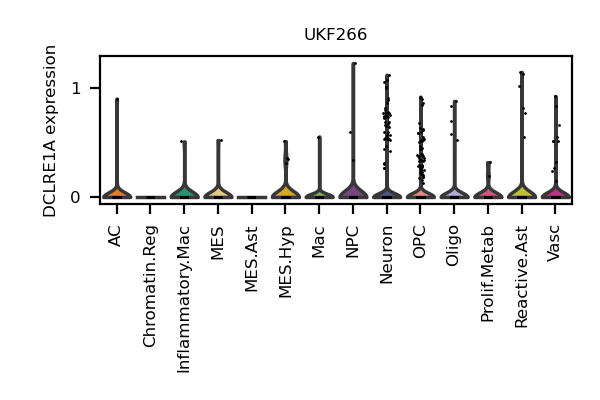 UKF266
DCLRE1A expression
1
0
AC
Chromatin.Reg
Inflammatory.Mac
MES
MES.Ast
MES.Hyp
Mac
NPC
Neuron
OPC
Oligo
Prolif.Metab
Reactive.Ast
Vasc